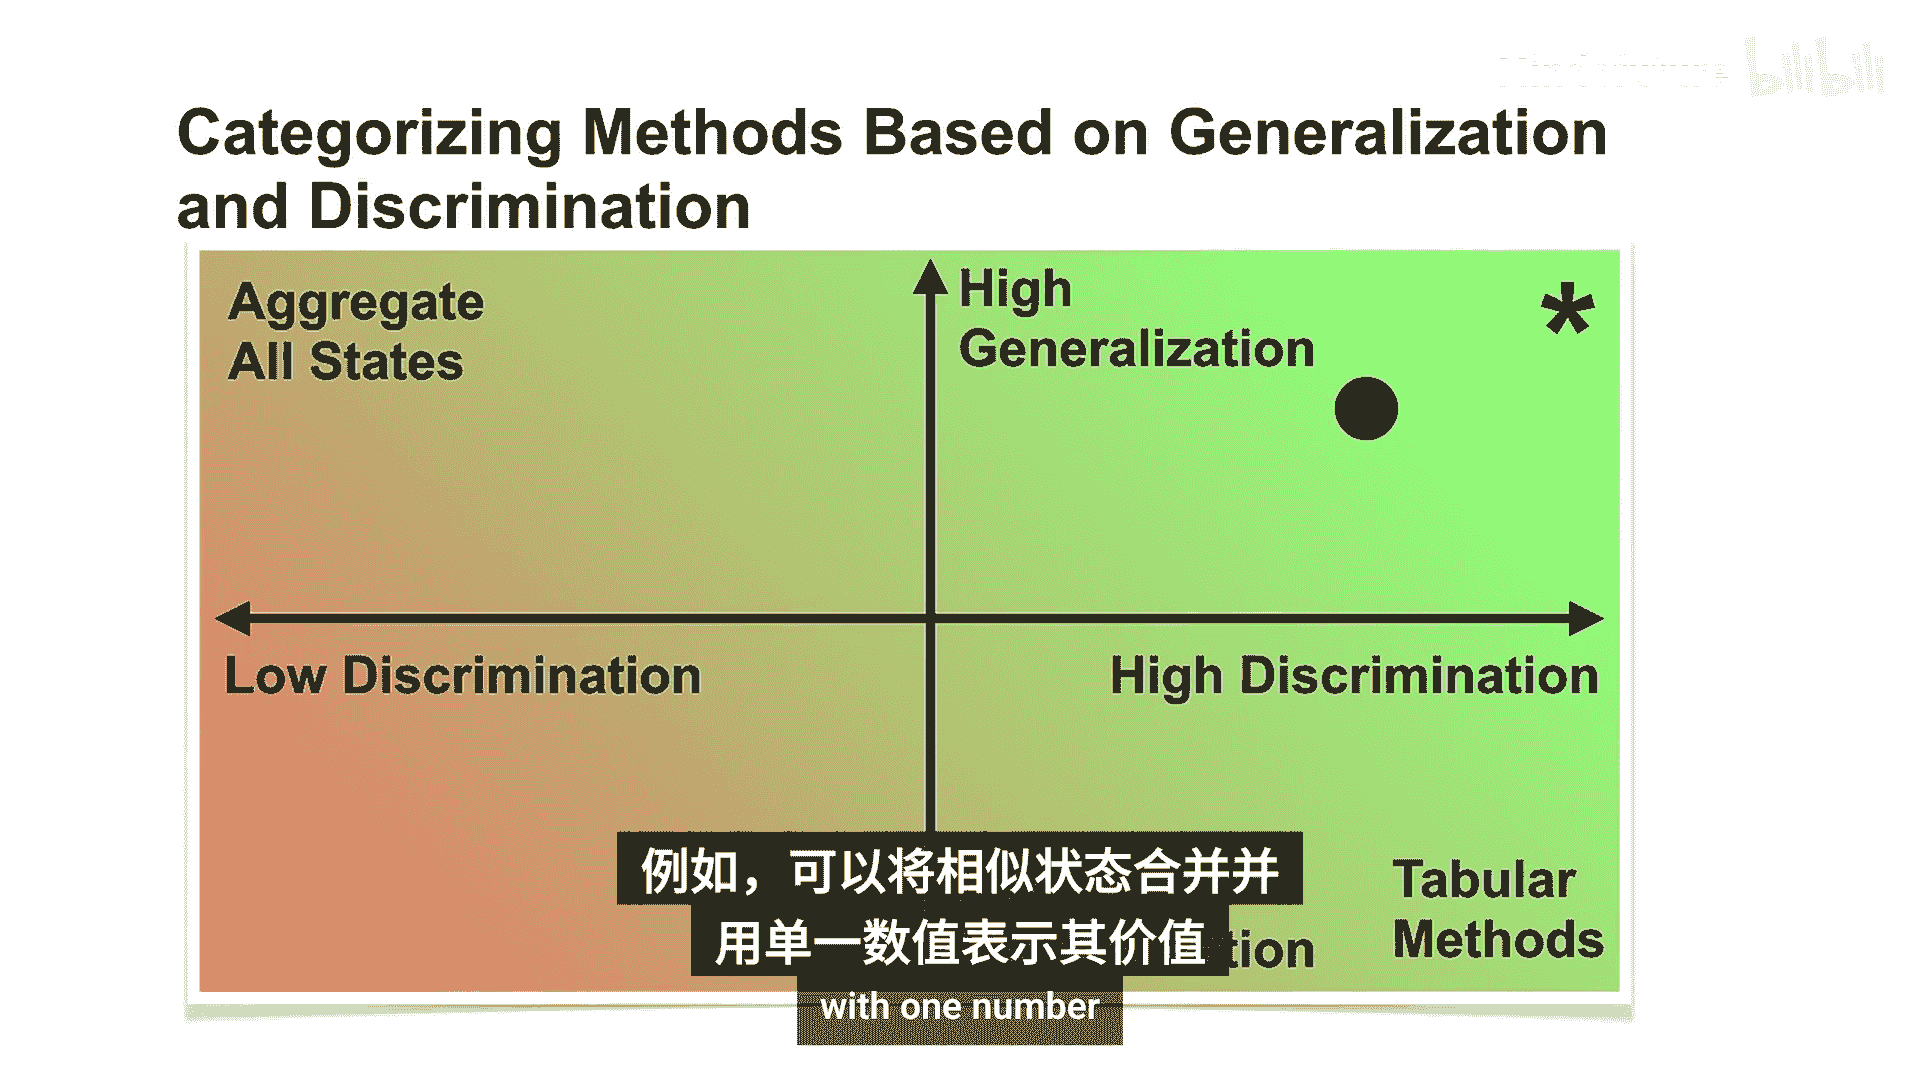 bilibili
Categorizing Methods Based on Generalization
and Discrimination
Aggregate
All States
High
Generalization
*
Low Discrimination
High Discrimination
Tabular
Methods
tion
例如，可以将相似状态合并并
用单一数值表示其价值
with one number